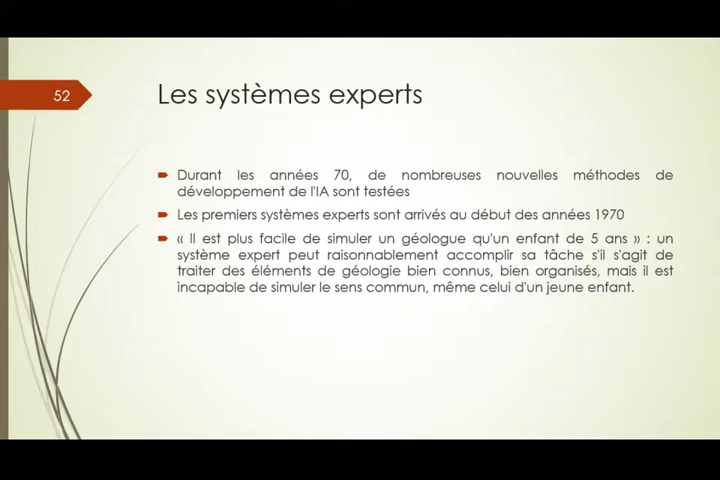 52
Les systèmes experts
Durant les années 70, de nombreuses nouvelles méthodes de
développement de l'IA sont testées
Les premiers systèmes experts sont arrivés au début des années 1970
« Il est plus facile de simuler un géologue qu'un enfant de 5 ans » : un
système expert peut raisonnablement accomplir sa tâche s'il s'agit de
traiter des éléments de géologie bien connus, bien organisés, mais il est
incapable de simuler le sens commun, même celui d'un jeune enfant.